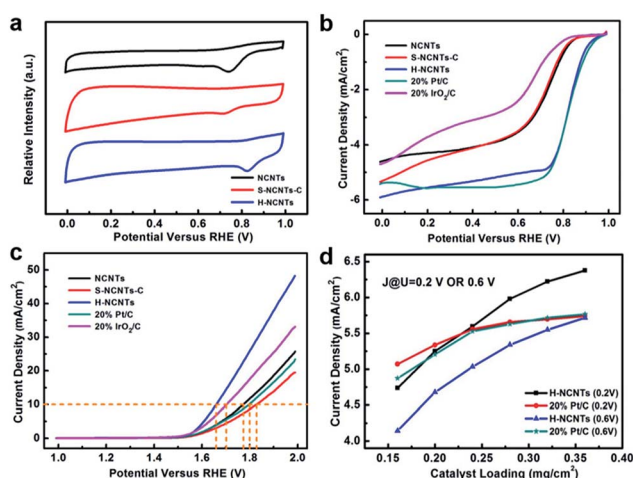 a
Relative Intensity (a.u.)
NCNTs
S-NCNTs-C
H-NCNTs
0.0 0.2 0.4 0.6 0.8 1.0
Potential Versus RHE (V)
b
Current Density (mA/cm²)
0
-2
-4
-6
NCNTs
S-NCNTs-C
H-NCNTs
20% Pt/C
20% IrO₂/C
0.0 0.2 0.4 0.6 0.8 1.0
Potential Versus RHE (V)
c
Current Density (mA/cm²)
50
40
30
20
10
0
NCNTs
S-NCNTs-C
H-NCNTs
20% Pt/C
20% IrO₂/C
1.0 1.2 1.4 1.6 1.8 2.0
Potential Versus RHE (V)
d
J@U=0.2 V OR 0.6 V
Current Density (mA/cm²)
6.5
6.0
5.5
5.0
4.5
4.0
H-NCNTs (0.2V)
20% Pt/C (0.2V)
H-NCNTs (0.6V)
20% Pt/C (0.6V)
0.15 0.20 0.25 0.30 0.35 0.40
Catalyst Loading (mg/cm²)